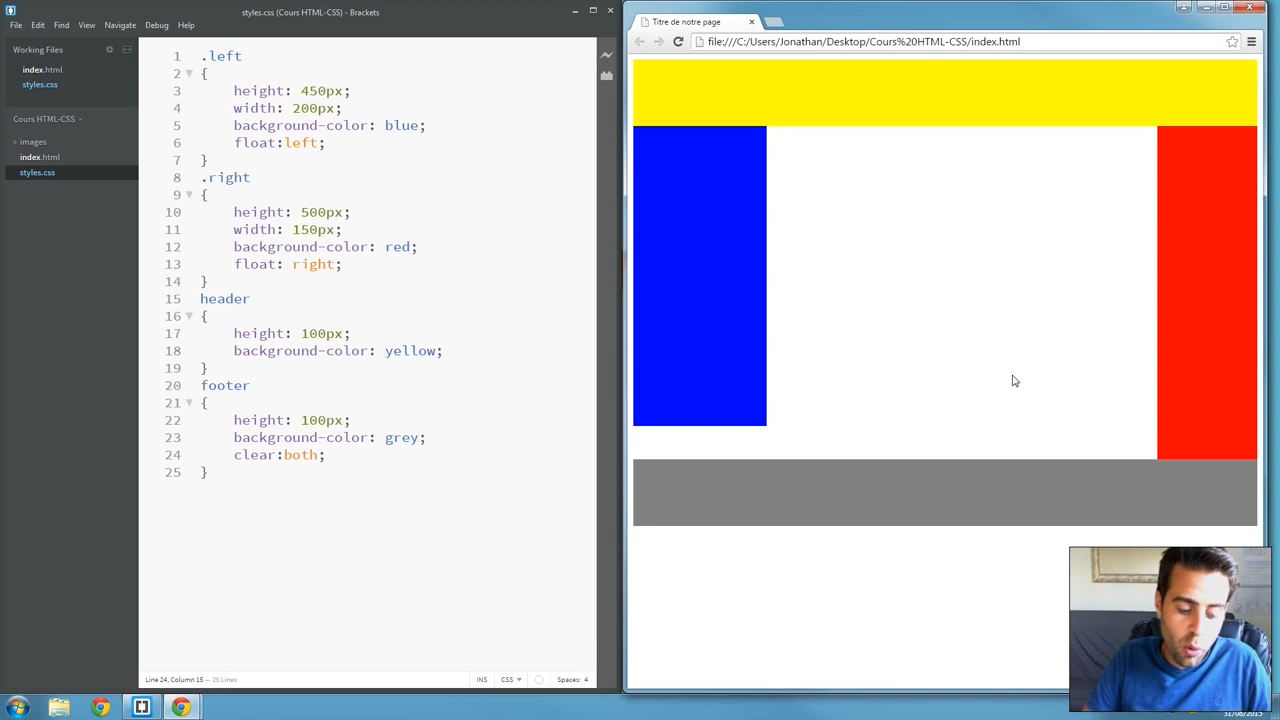 styles.css (Cours HTML-CSS) - Brackets
File Edit Find View Navigate Debug Help
Working Files
index.html
styles.css
Cours HTML-CSS
images
index.html
styles.css
1 .left
2 {
3 height: 450px;
4 width: 200px;
5 background-color: blue;
6 float:left;
7 }
8 .right
9 {
10 height: 500px;
11 width: 150px;
12 background-color: red;
13 float: right;
14 }
15 header
16 {
17 height: 100px;
18 background-color: yellow;
19 }
20 footer
21 {
22 height: 100px;
23 background-color: grey;
24 clear:both;
25 }
Line 24, Column 15 — 25 Lines
INS CSS Spaces: 4
Titre de notre page
file:///C:/Users/Jonathan/Desktop/Cours%20HTML-CSS/index.html
31/08/2015